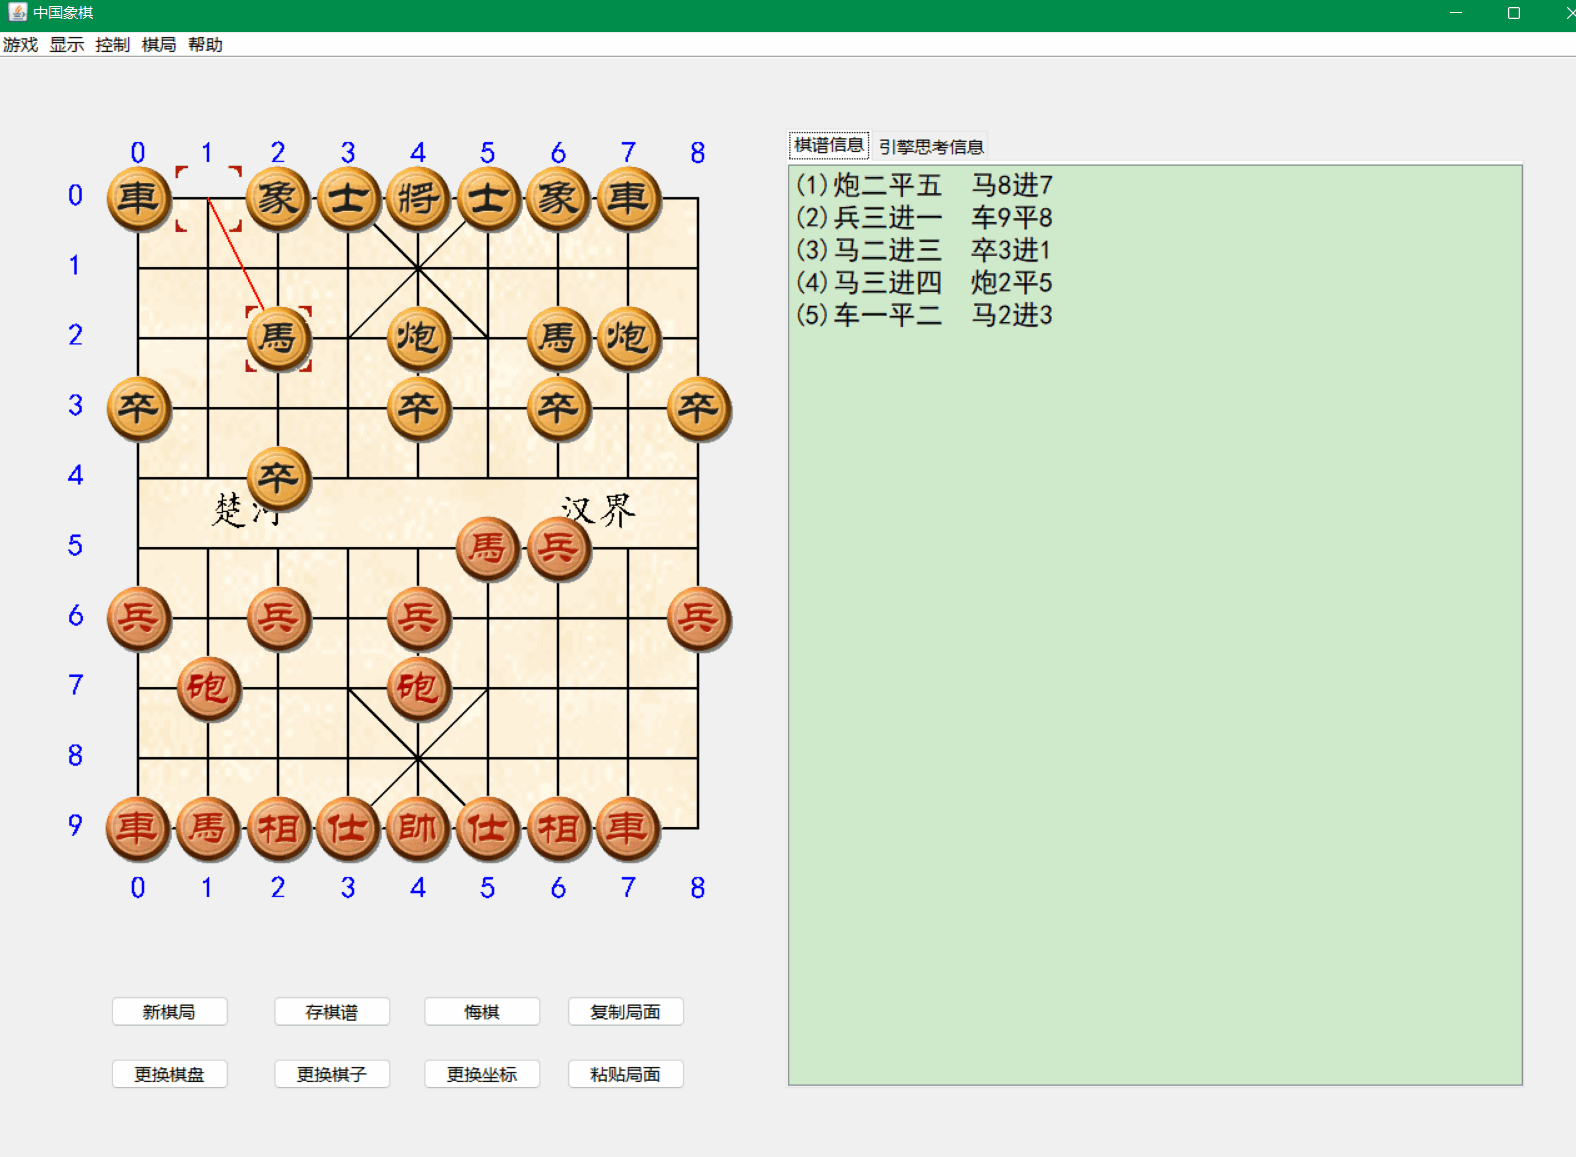 中国象棋
游戏 显示 控制 棋局 帮助
0 1 2 3 4 5 6 7 8
0 車 象 士 將 士 象 車
1
2 馬 炮 馬 炮
3 卒 卒 卒 卒
4 卒
楚河 汉界
5 馬 兵
6 兵 兵 兵 兵
7 砲 砲
8
9 車 馬 相 仕 帥 仕 相 車
0 1 2 3 4 5 6 7 8
新棋局 存棋谱 悔棋 复制局面
更换棋盘 更换棋子 更换坐标 粘贴局面
棋谱信息 引擎思考信息
(1)炮二平五 马8进7
(2)兵三进一 车9平8
(3)马二进三 卒3进1
(4)马三进四 炮2平5
(5)车一平二 马2进3